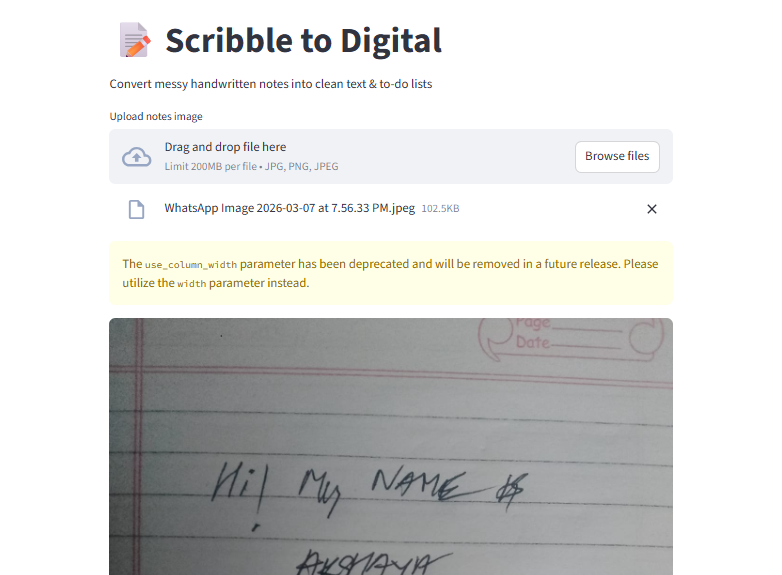 Scribble to Digital
Convert messy handwritten notes into clean text & to-do lists
Upload notes image
Drag and drop file here
Limit 200MB per file • JPG, PNG, JPEG
Browse files
WhatsApp Image 2026-03-07 at 7.56.33 PM.jpeg 102.5KB
The use_column_width parameter has been deprecated and will be removed in a future release. Please
utilize the width parameter instead.
Page
Date
Hi! My NAME is
AKSHAYA